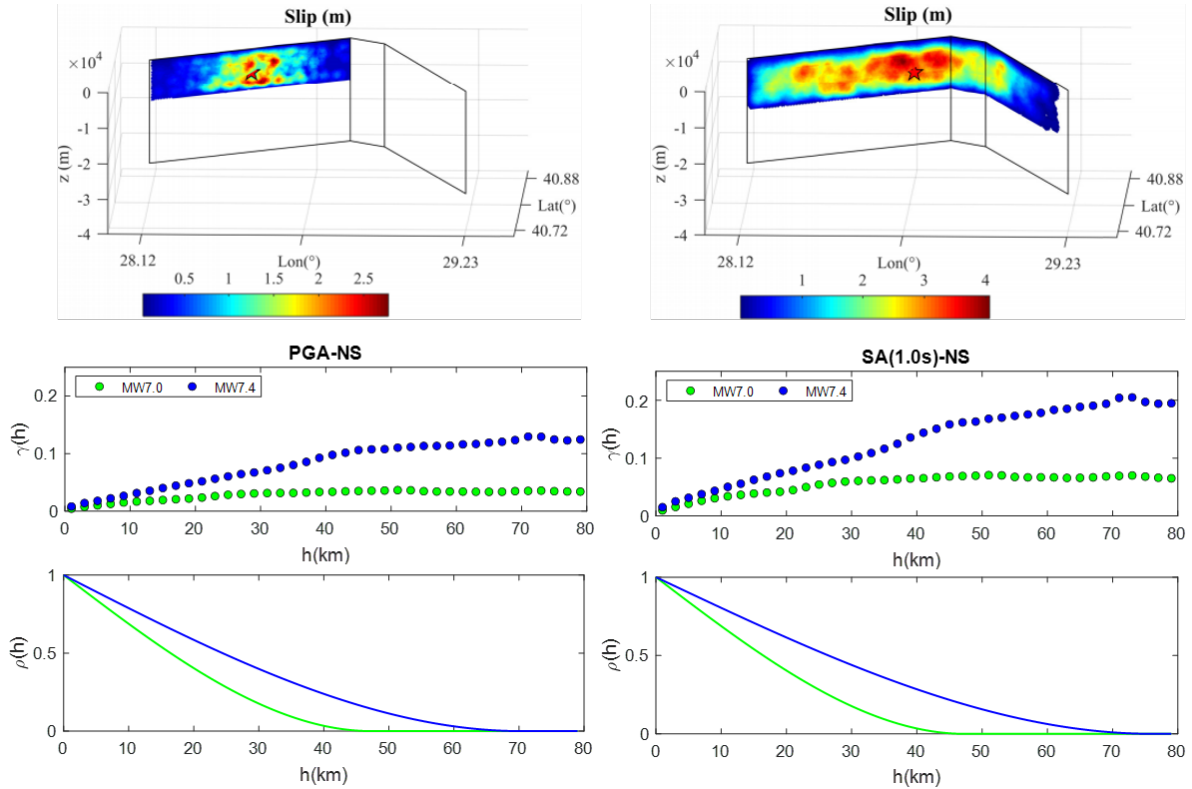 Slip (m)
×10⁴
0
-1
-2
-3
-4
z (m)
40.88
Lat(°)
40.72
28.12
Lon(°)
29.23
0.5 1 1.5 2 2.5
Slip (m)
×10⁴
0
-1
-2
-3
-4
z (m)
40.88
Lat(°)
40.72
28.12
Lon(°)
29.23
1 2 3 4
PGA-NS
MW7.0 MW7.4
0.2
0.1
0
γ(h)
0 10 20 30 40 50 60 70 80
h(km)
SA(1.0s)-NS
MW7.0 MW7.4
0.2
0.1
0
γ(h)
0 10 20 30 40 50 60 70 80
h(km)
1
0.5
0
ρ(h)
0 10 20 30 40 50 60 70 80
h(km)
1
0.5
0
ρ(h)
0 10 20 30 40 50 60 70 80
h(km)